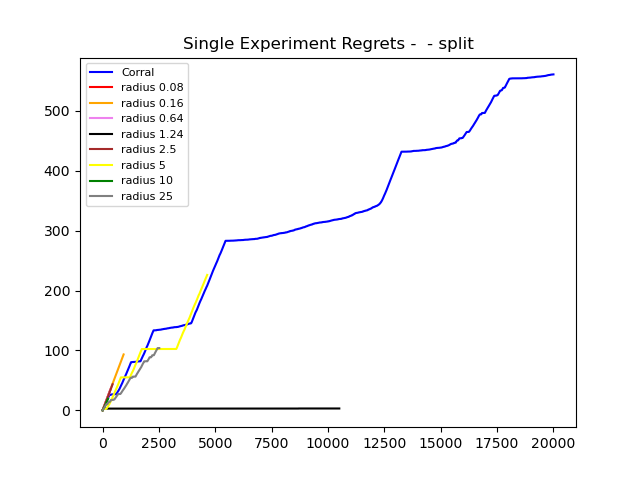 Single Experiment Regrets -  - split
Corral
radius 0.08
radius 0.16
radius 0.64
radius 1.24
radius 2.5
radius 5
radius 10
radius 25
500
400
300
200
100
0
0 2500 5000 7500 10000 12500 15000 17500 20000